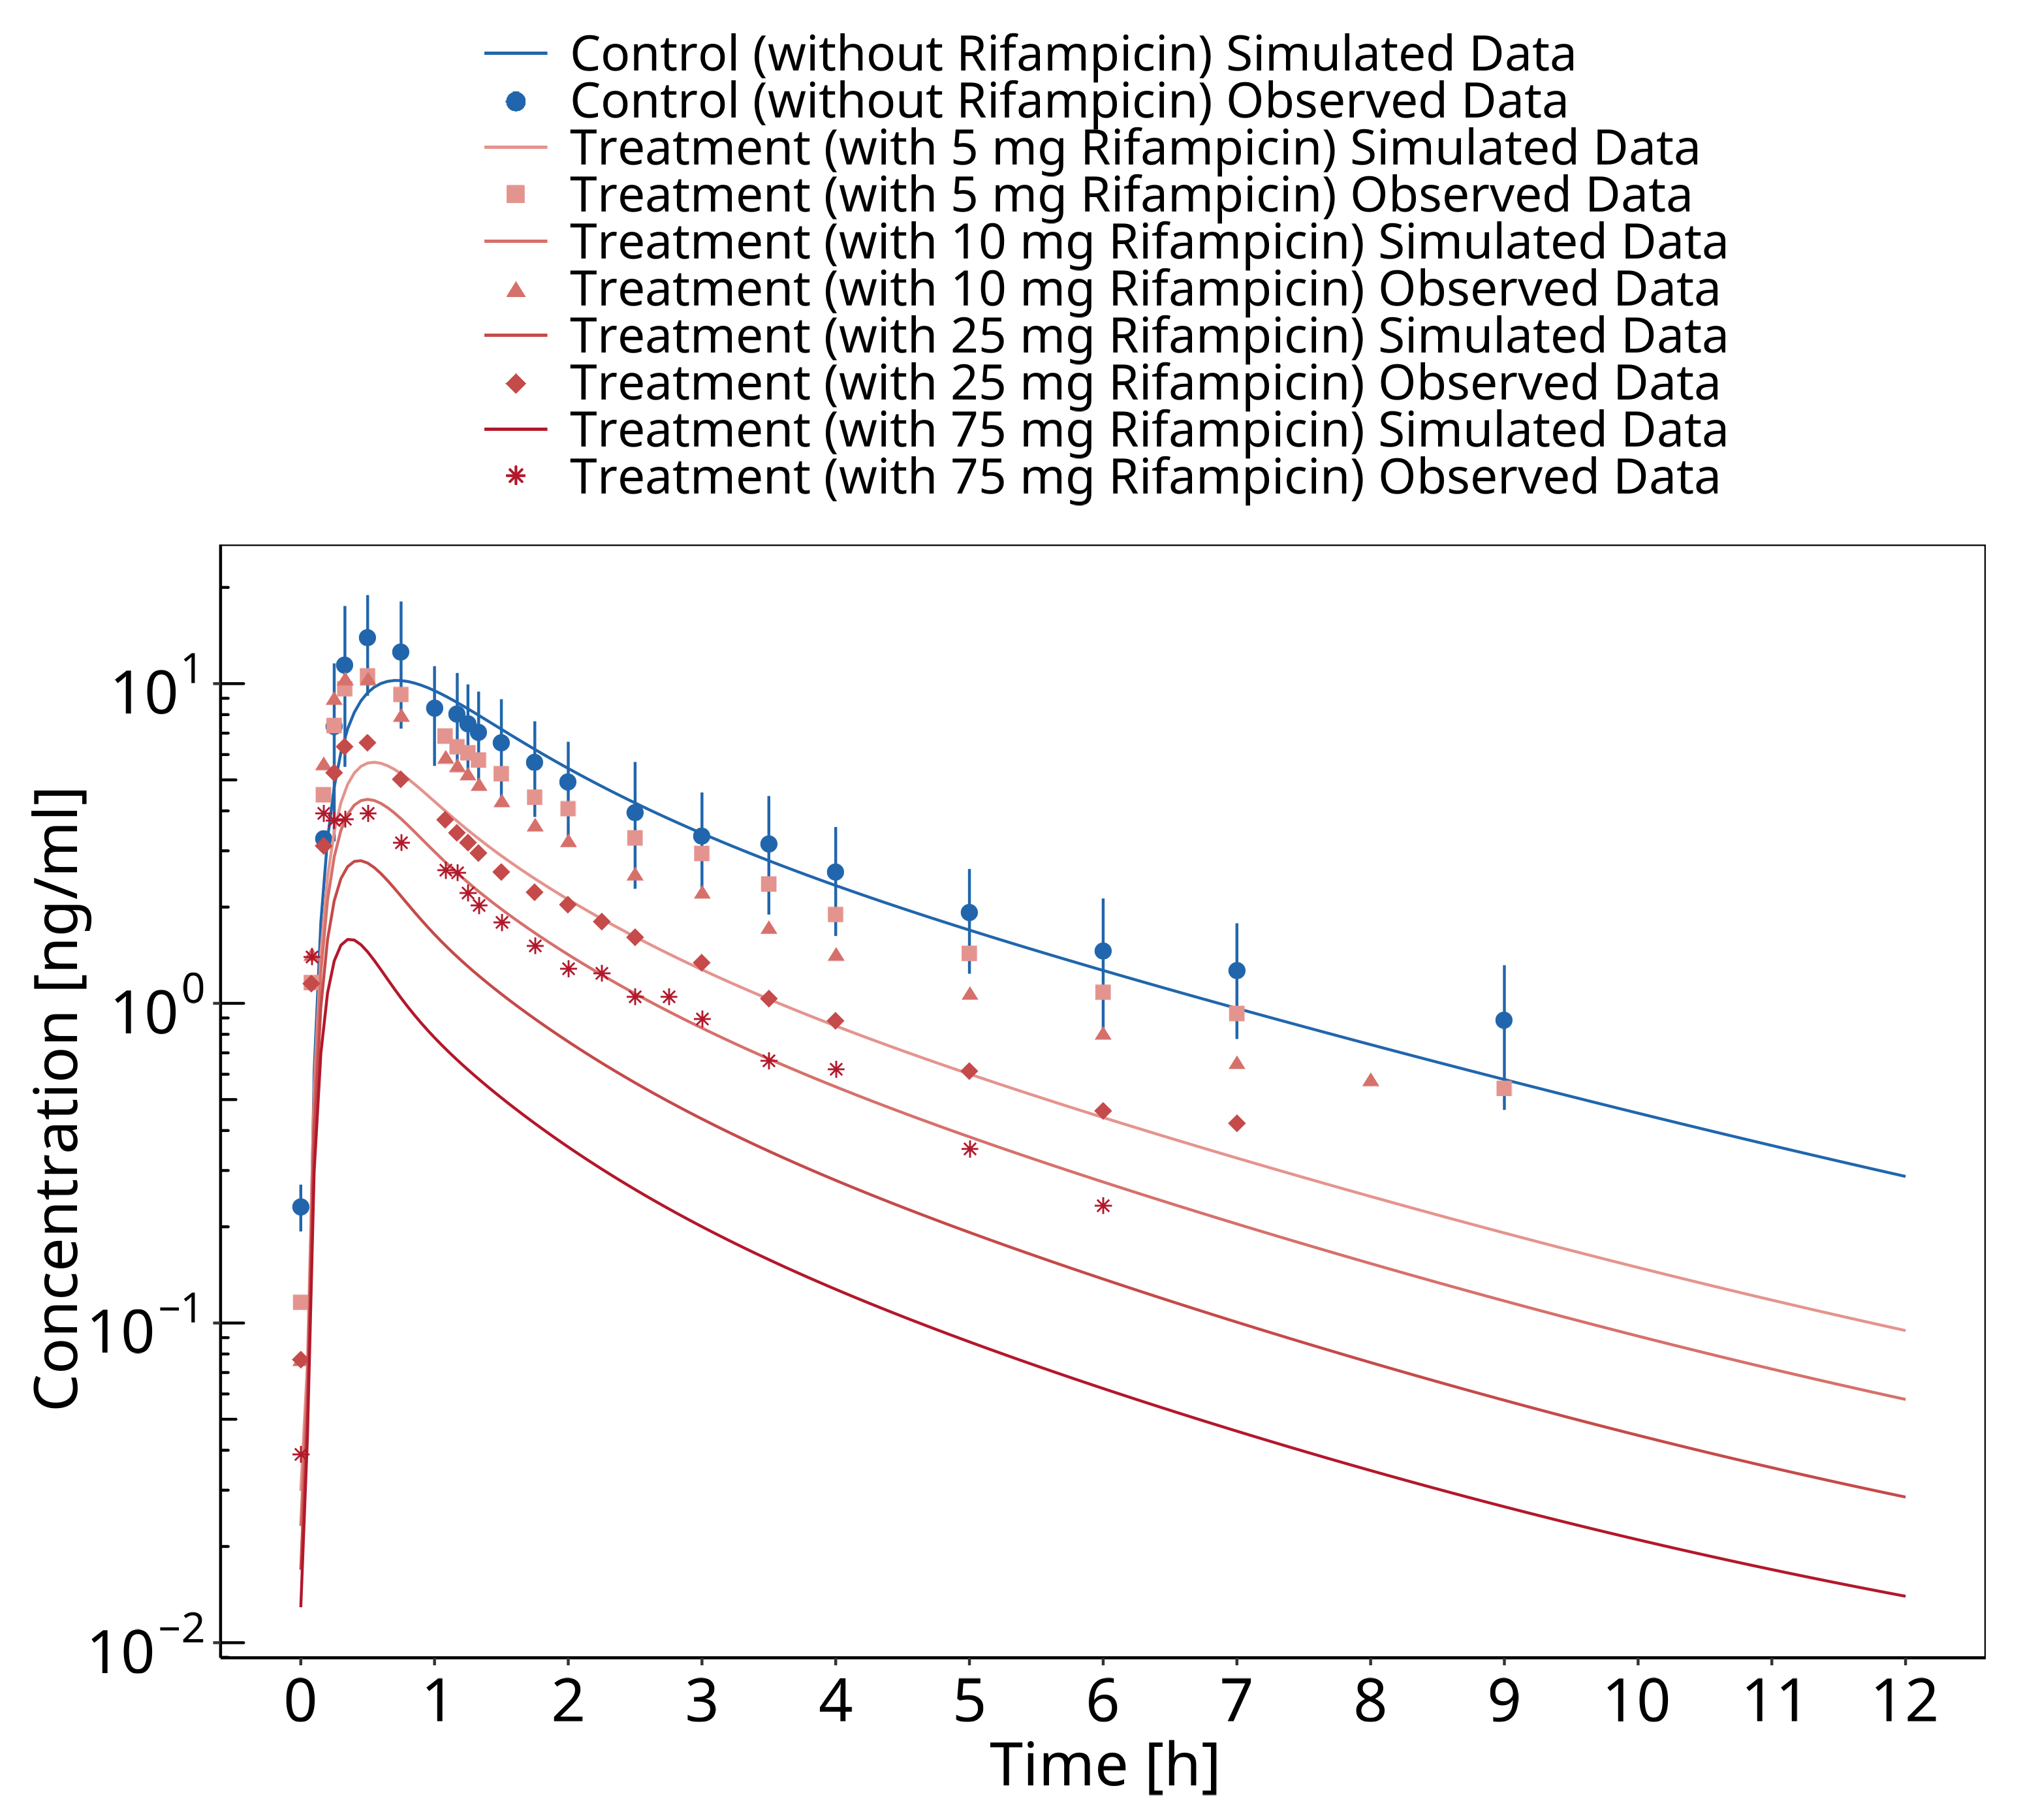 Control (without Rifampicin) Simulated Data
Control (without Rifampicin) Observed Data
Treatment (with 5 mg Rifampicin) Simulated Data
Treatment (with 5 mg Rifampicin) Observed Data
Treatment (with 10 mg Rifampicin) Simulated Data
Treatment (with 10 mg Rifampicin) Observed Data
Treatment (with 25 mg Rifampicin) Simulated Data
Treatment (with 25 mg Rifampicin) Observed Data
Treatment (with 75 mg Rifampicin) Simulated Data
Treatment (with 75 mg Rifampicin) Observed Data
Concentration [ng/ml]
10¹
10⁰
10⁻¹
10⁻²
0 1 2 3 4 5 6 7 8 9 10 11 12
Time [h]